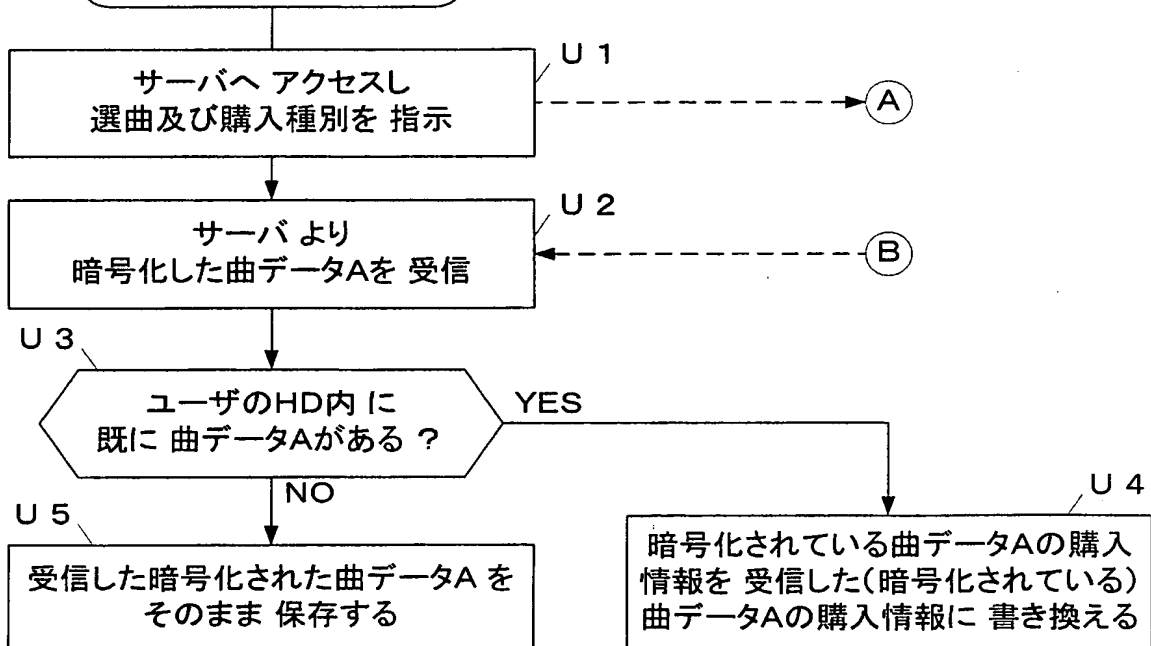 U 1
サーバへ アクセスし
選曲及び購入種別を 指示
A
U 2
サーバ より
暗号化した曲データAを 受信
B
U 3
ユーザのHD内 に
既に 曲データAがある ?
YES
NO
U 4
暗号化されている曲データAの購入
情報を 受信した(暗号化されている)
曲データAの購入情報に 書き換える
U 5
受信した暗号化された曲データA を
そのまま 保存する